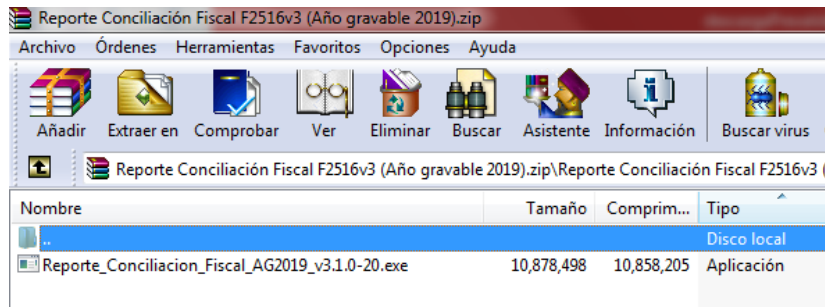 Reporte Conciliación Fiscal F2516v3 (Año gravable 2019).zip
Archivo Órdenes Herramientas Favoritos Opciones Ayuda
Añadir Extraer en Comprobar Ver Eliminar Buscar Asistente Información Buscar virus
Reporte Conciliación Fiscal F2516v3 (Año gravable 2019).zip\Reporte Conciliación Fiscal F2516v3 (
Nombre Tamaño Comprim... Tipo
.. Disco local
Reporte_Conciliacion_Fiscal_AG2019_v3.1.0-20.exe 10,878,498 10,858,205 Aplicación